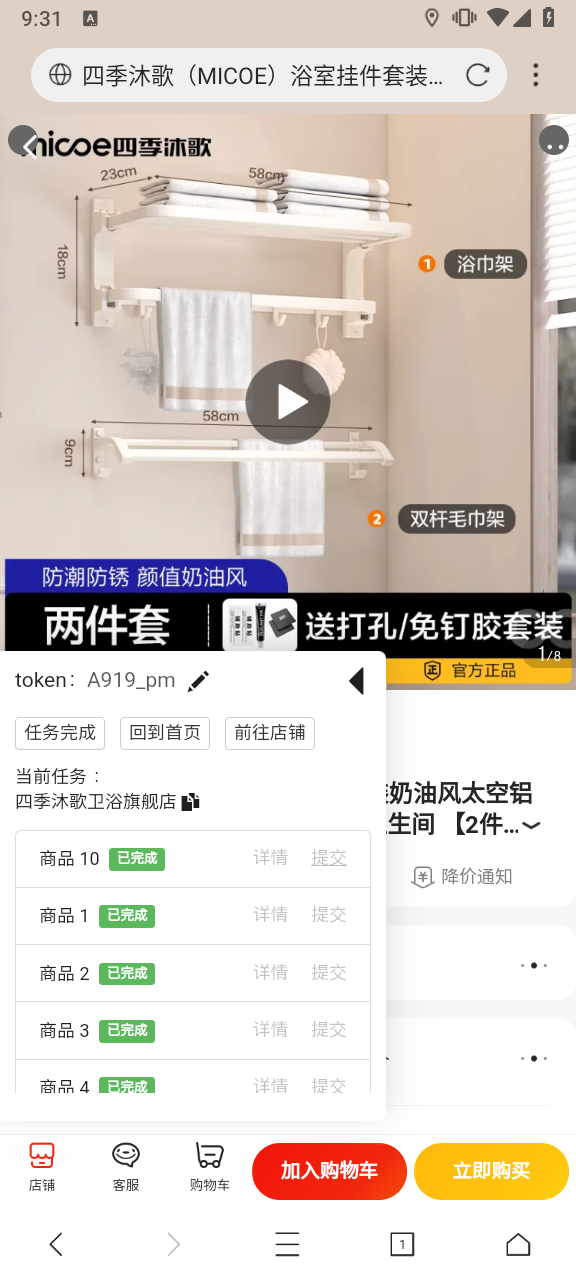 9:31
A
四季沐歌（MICOE）浴室挂件套装...
micoe四季沐歌
23cm
58cm
18cm
1 浴巾架
58cm
9cm
2 双杆毛巾架
防潮防锈 颜值奶油风
两件套
送打孔/免钉胶套装
1/8
正 官方正品
token： A919_pm
任务完成 回到首页 前往店铺
当前任务：
四季沐歌卫浴旗舰店
奶油风太空铝
生间 【2件...
降价通知
商品 10 已完成 详情 提交
商品 1 已完成 详情 提交
商品 2 已完成 详情 提交
商品 3 已完成 详情 提交
商品 4 已完成 详情 提交
店铺 客服 购物车 加入购物车 立即购买
1